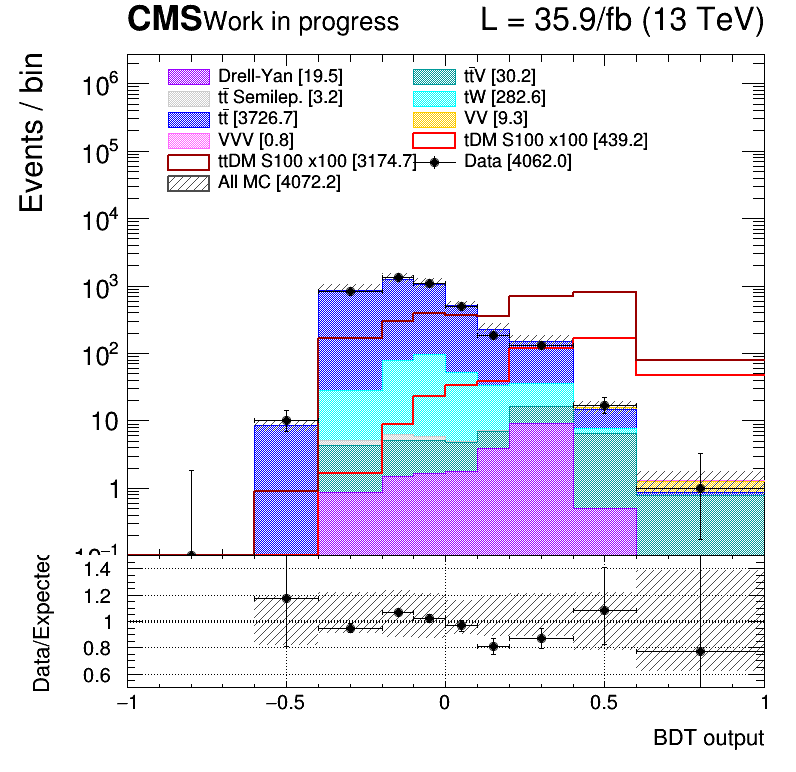 CMS Work in progress L = 35.9/fb (13 TeV)
Events / bin
Drell-Yan [19.5] tt̄V [30.2]
tt̄ Semilep. [3.2] tW [282.6]
tt̄ [3726.7] VV [9.3]
VVV [0.8] tDM S100 x100 [439.2]
ttDM S100 x100 [3174.7] Data [4062.0]
All MC [4072.2]
10⁶
10⁵
10⁴
10³
10²
10
1
10⁻¹
Data/Expected
1.4
1.2
1
0.8
0.6
−1 −0.5 0 0.5 1
BDT output